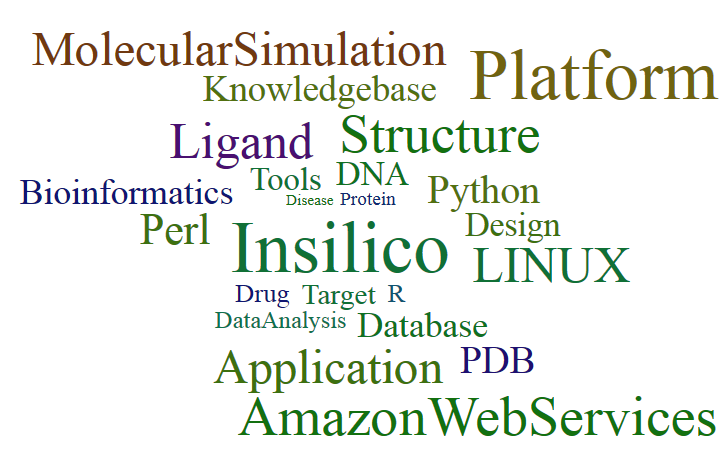 MolecularSimulation
Platform
Knowledgebase
Ligand Structure
Tools DNA
Bioinformatics Disease Protein Python
Perl Insilico Design
LINUX
Drug Target R
DataAnalysis Database
Application PDB
AmazonWebServices